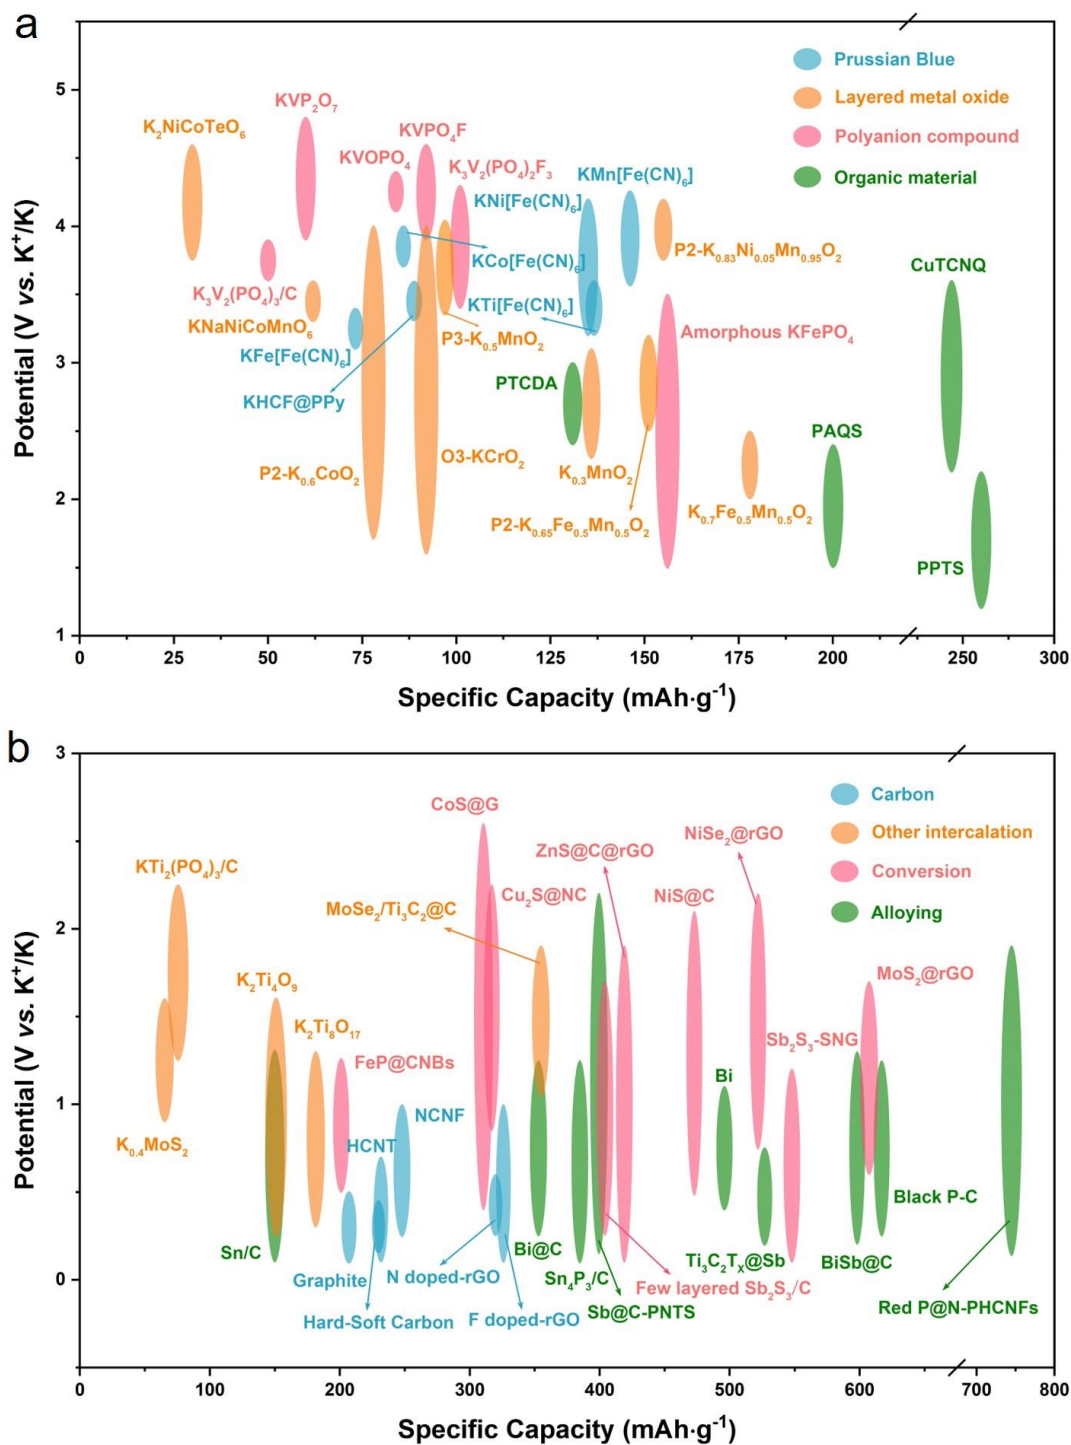 a
Prussian Blue
Layered metal oxide
Polyanion compound
Organic material
K₂NiCoTeO₆
KVP₂O₇
KVOPO₄
KVPO₄F
K₃V₂(PO₄)₂F₃
KNi[Fe(CN)₆]
KMn[Fe(CN)₆]
P2-K₀.₈₃Ni₀.₀₅Mn₀.₉₅O₂
KCo[Fe(CN)₆]
CuTCNQ
K₃V₂(PO₄)₃/C
KTi[Fe(CN)₆]
KNaNiCoMnO₆
P3-K₀.₅MnO₂
Amorphous KFePO₄
KFe[Fe(CN)₆]
PTCDA
KHCF@PPy
PAQS
P2-K₀.₆CoO₂
O3-KCrO₂
K₀.₃MnO₂
P2-K₀.₆₅Fe₀.₅Mn₀.₅O₂
K₀.₇Fe₀.₅Mn₀.₅O₂
PPTS
5
4
3
2
1
Potential (V vs. K⁺/K)
0 25 50 75 100 125 150 175 200 250 300
Specific Capacity (mAh·g⁻¹)
b
Carbon
Other intercalation
Conversion
Alloying
CoS@G
ZnS@C@rGO
NiSe₂@rGO
KTi₂(PO₄)₃/C
Cu₂S@NC
NiS@C
MoSe₂/Ti₃C₂@C
K₂Ti₄O₉
MoS₂@rGO
K₂Ti₈O₁₇
FeP@CNBs
Sb₂S₃-SNG
Bi
NCNF
K₀.₄MoS₂
HCNT
Black P-C
Sn/C
Bi@C
Ti₃C₂Tₓ@Sb
BiSb@C
Graphite
N doped-rGO
Sn₄P₃/C
Few layered Sb₂S₃/C
Hard-Soft Carbon
F doped-rGO
Sb@C-PNTS
Red P@N-PHCNFs
3
2
1
0
Potential (V vs. K⁺/K)
0 100 200 300 400 500 600 700 800
Specific Capacity (mAh·g⁻¹)